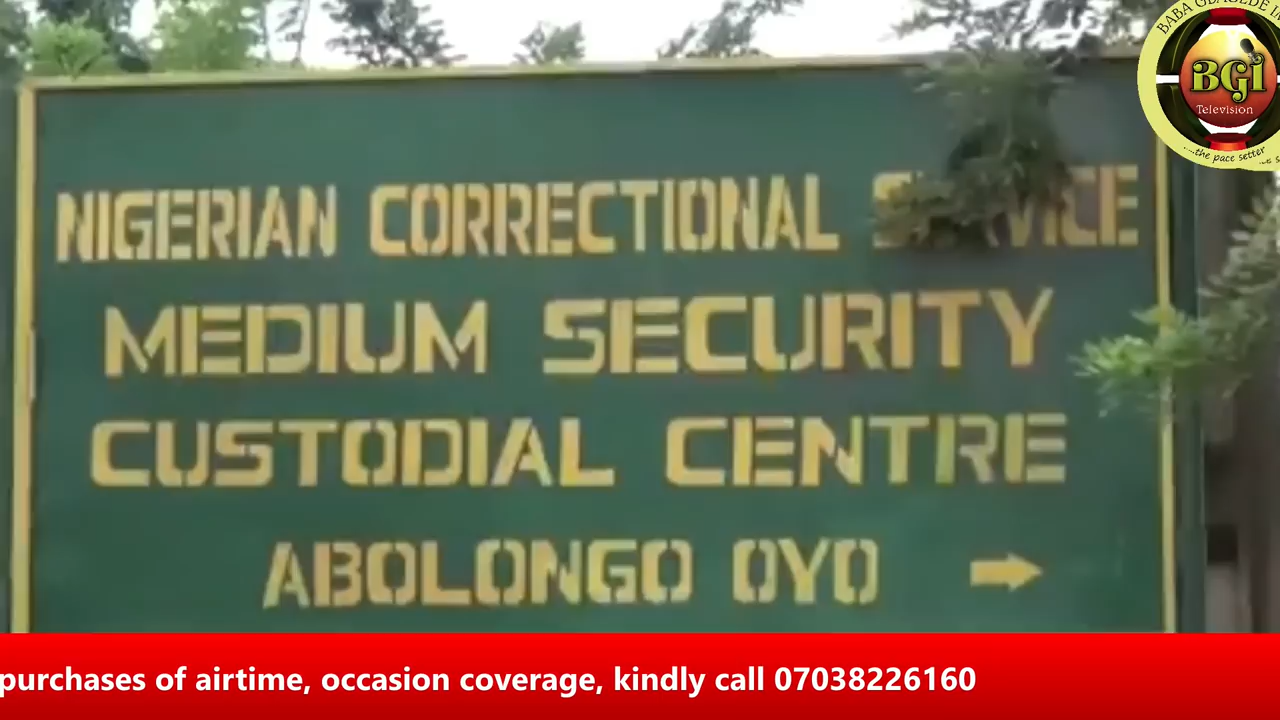 NIGERIAN CORRECTIONAL SERVICE
MEDIUM SECURITY
CUSTODIAL CENTRE
ABOLONGO OYO
BGI
Television
....the pace setter
purchases of airtime, occasion coverage, kindly call 07038226160